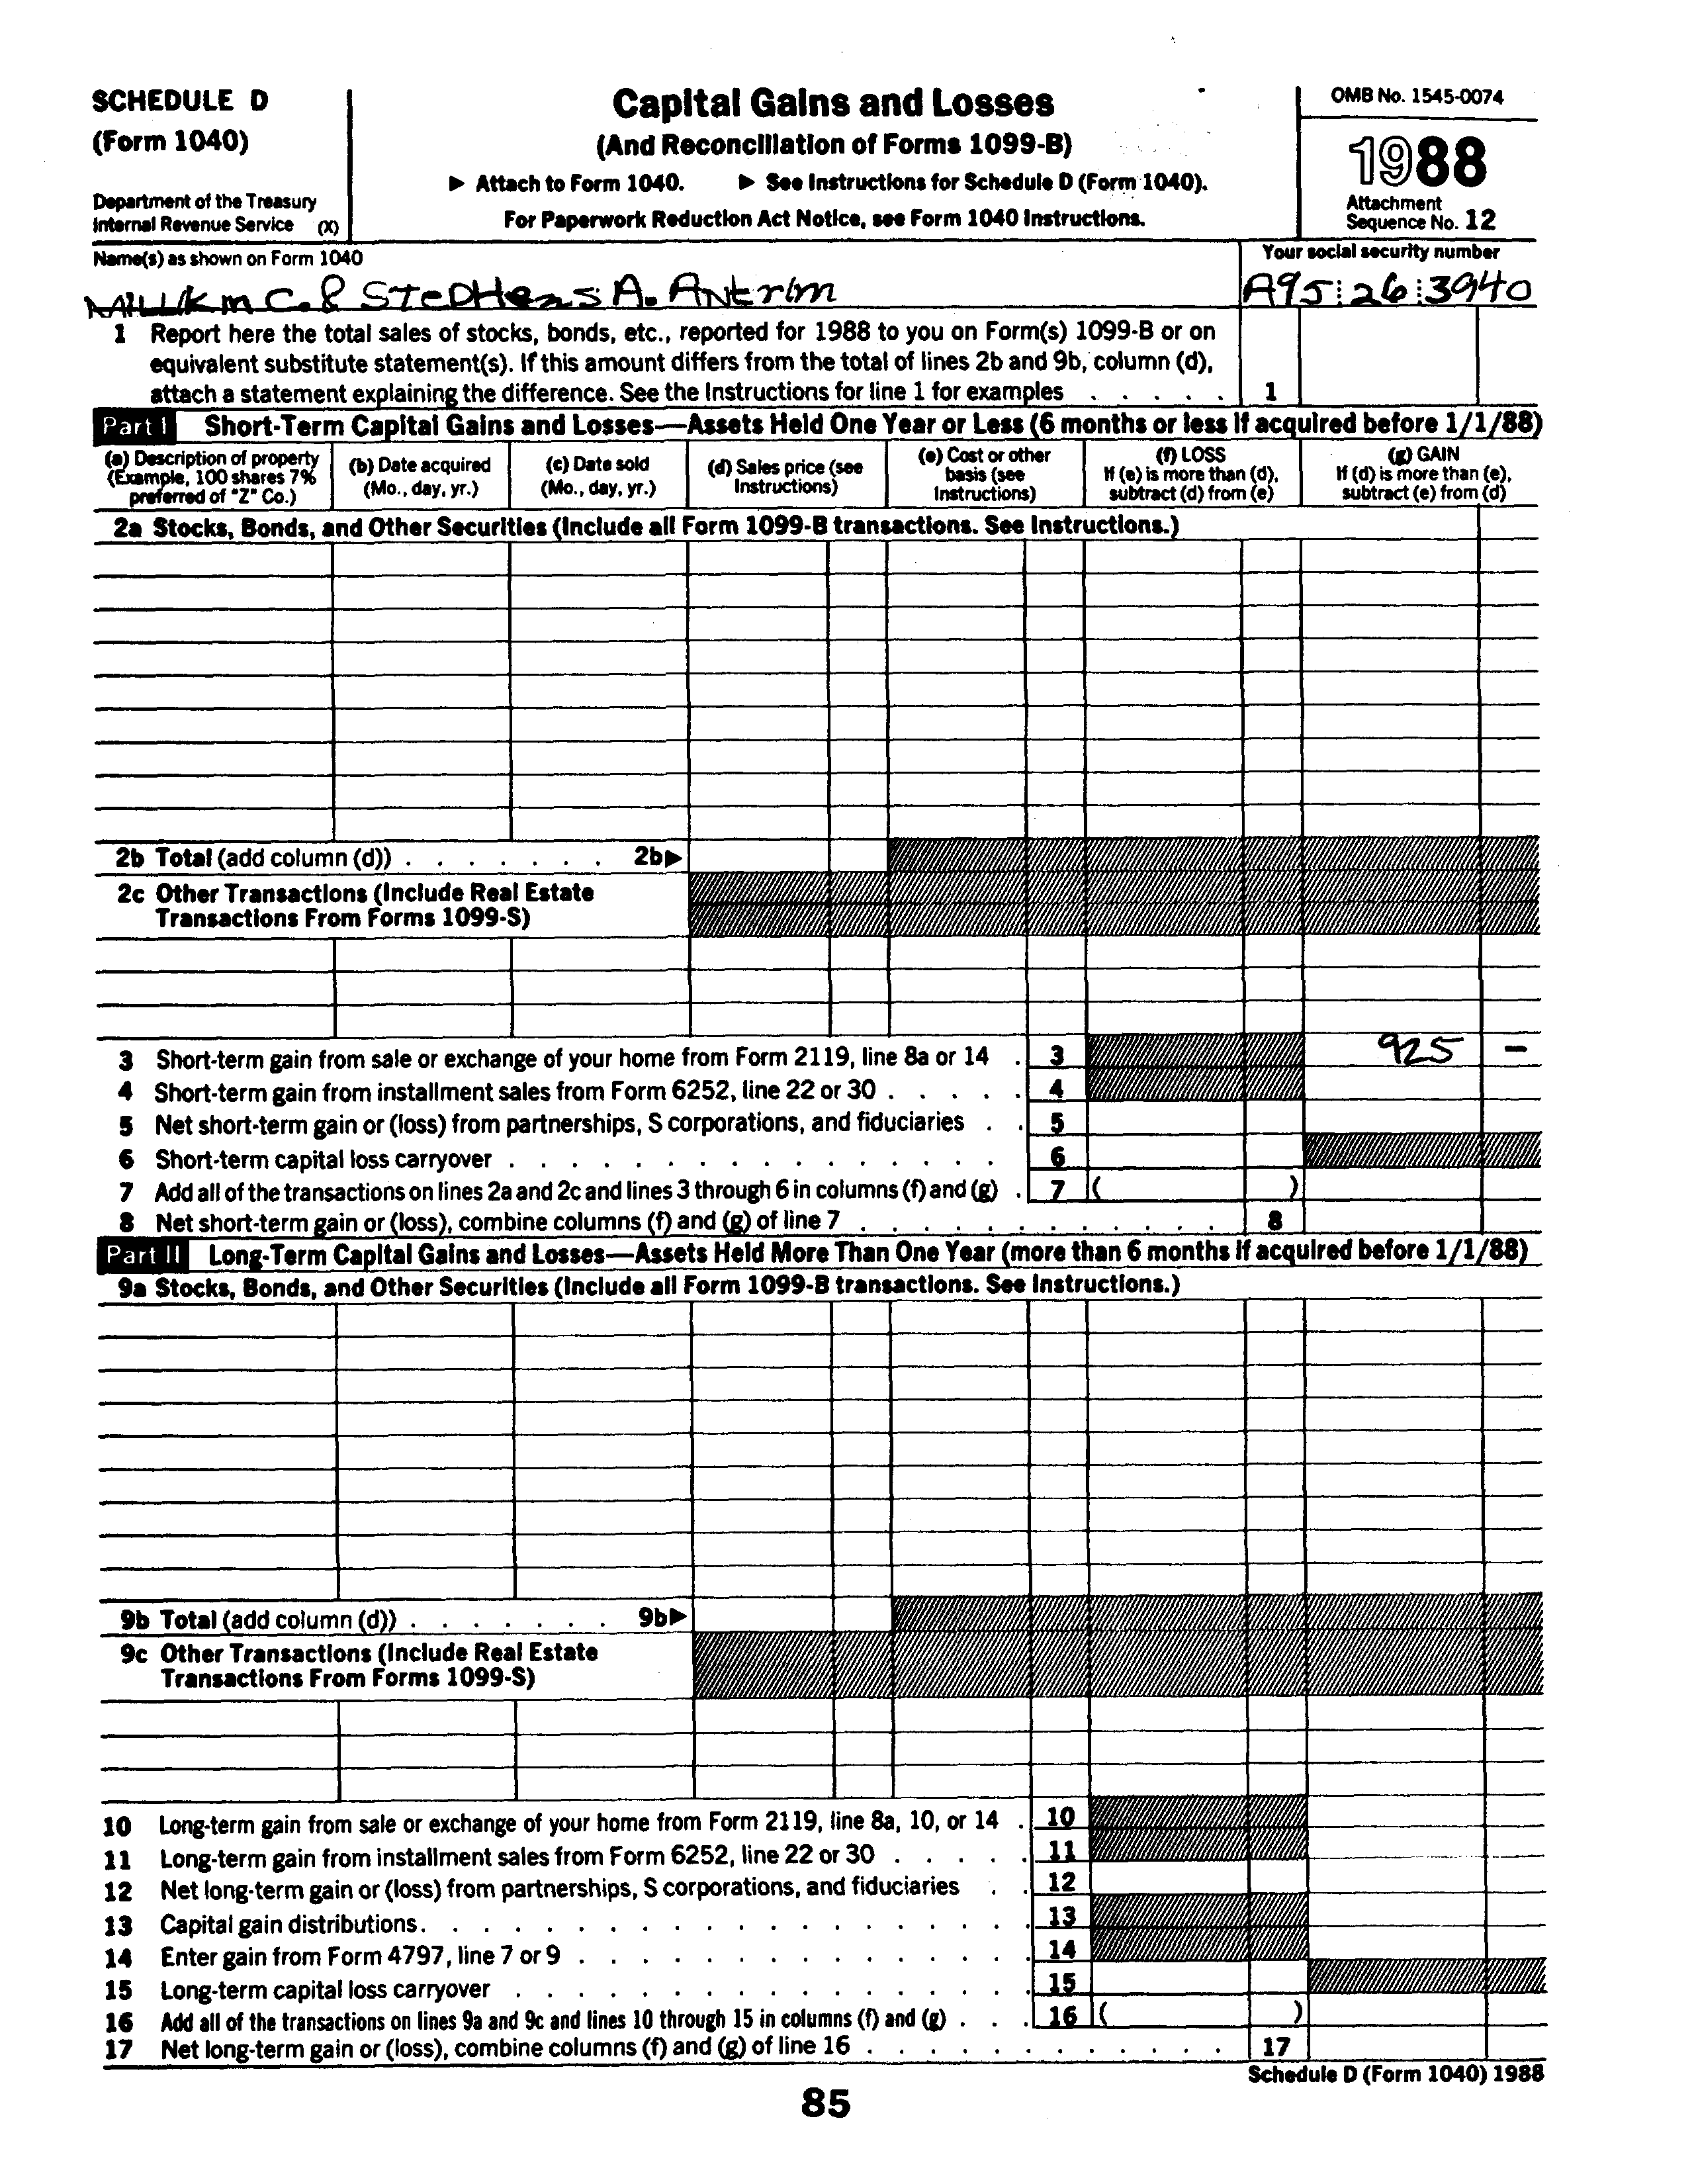 SCHEDULE D
(Form 1040)
Department of the Treasury
Internal Revenue Service (X)
Capital Gains and Losses
(And Reconciliation of Forms 1099-B)
▶ Attach to Form 1040. ▶ See Instructions for Schedule D (Form 1040).
For Paperwork Reduction Act Notice, see Form 1040 Instructions.
OMB No. 1545-0074
1988
Attachment
Sequence No. 12
Name(s) as shown on Form 1040
Your social security number
C. & StepHens A. Antrim
A95 26 3940
1 Report here the total sales of stocks, bonds, etc., reported for 1988 to you on Form(s) 1099-B or on
equivalent substitute statement(s). If this amount differs from the total of lines 2b and 9b, column (d),
attach a statement explaining the difference. See the Instructions for line 1 for examples . . . . . 1
Part I Short-Term Capital Gains and Losses—Assets Held One Year or Less (6 months or less if acquired before 1/1/88)
(a) Description of property
(Example, 100 shares 7%
preferred of "Z" Co.)
(b) Date acquired
(Mo., day, yr.)
(c) Date sold
(Mo., day, yr.)
(d) Sales price (see
Instructions)
(e) Cost or other
basis (see
Instructions)
(f) LOSS
If (e) is more than (d),
subtract (d) from (e)
(g) GAIN
If (d) is more than (e),
subtract (e) from (d)
2a Stocks, Bonds, and Other Securities (Include all Form 1099-B transactions. See Instructions.)
2b Total (add column (d)) . . . . . . . 2b▶
2c Other Transactions (Include Real Estate
Transactions From Forms 1099-S)
3 Short-term gain from sale or exchange of your home from Form 2119, line 8a or 14 . 3 925 –
4 Short-term gain from installment sales from Form 6252, line 22 or 30 . . . . . 4
5 Net short-term gain or (loss) from partnerships, S corporations, and fiduciaries . . 5
6 Short-term capital loss carryover . . . . . . . . . . . . . . . . 6
7 Add all of the transactions on lines 2a and 2c and lines 3 through 6 in columns (f) and (g) . 7 ( )
8 Net short-term gain or (loss), combine columns (f) and (g) of line 7 . . . . . . . . . . . 8
Part II Long-Term Capital Gains and Losses—Assets Held More Than One Year (more than 6 months if acquired before 1/1/88)
9a Stocks, Bonds, and Other Securities (Include all Form 1099-B transactions. See Instructions.)
9b Total (add column (d)) . . . . . . . 9b▶
9c Other Transactions (Include Real Estate
Transactions From Forms 1099-S)
10 Long-term gain from sale or exchange of your home from Form 2119, line 8a, 10, or 14 . 10
11 Long-term gain from installment sales from Form 6252, line 22 or 30 . . . . . 11
12 Net long-term gain or (loss) from partnerships, S corporations, and fiduciaries . . 12
13 Capital gain distributions . . . . . . . . . . . . . . . . . . . 13
14 Enter gain from Form 4797, line 7 or 9 . . . . . . . . . . . . . . 14
15 Long-term capital loss carryover . . . . . . . . . . . . . . . . 15
16 Add all of the transactions on lines 9a and 9c and lines 10 through 15 in columns (f) and (g) . . . 16 ( )
17 Net long-term gain or (loss), combine columns (f) and (g) of line 16 . . . . . . . . . . . 17
Schedule D (Form 1040) 1988
85